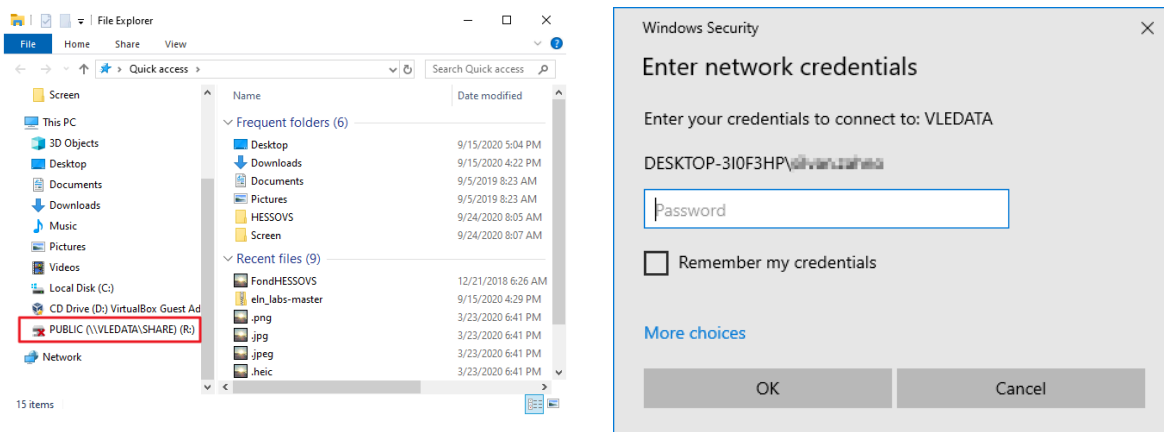 File Explorer
File Home Share View
Quick access
Search Quick access
Screen
This PC
3D Objects
Desktop
Documents
Downloads
Music
Pictures
Videos
Local Disk (C:)
CD Drive (D:) VirtualBox Guest Ad
PUBLIC (\\VLEDATA\SHARE) (R:)
Network
Name Date modified
Frequent folders (6)
Desktop 9/15/2020 5:04 PM
Downloads 9/15/2020 4:22 PM
Documents 9/5/2019 8:23 AM
Pictures 9/5/2019 8:23 AM
HESSOVS 9/24/2020 8:05 AM
Screen 9/24/2020 8:07 AM
Recent files (9)
FondHESSOVS 12/21/2018 6:26 AM
eln_labs-master 9/15/2020 4:29 PM
.png 3/23/2020 6:41 PM
.jpg 3/23/2020 6:41 PM
.jpeg 3/23/2020 6:41 PM
.heic 3/23/2020 6:41 PM
15 items
Windows Security
Enter network credentials
Enter your credentials to connect to: VLEDATA
DESKTOP-3I0F3HP\
Password
Remember my credentials
More choices
OK Cancel